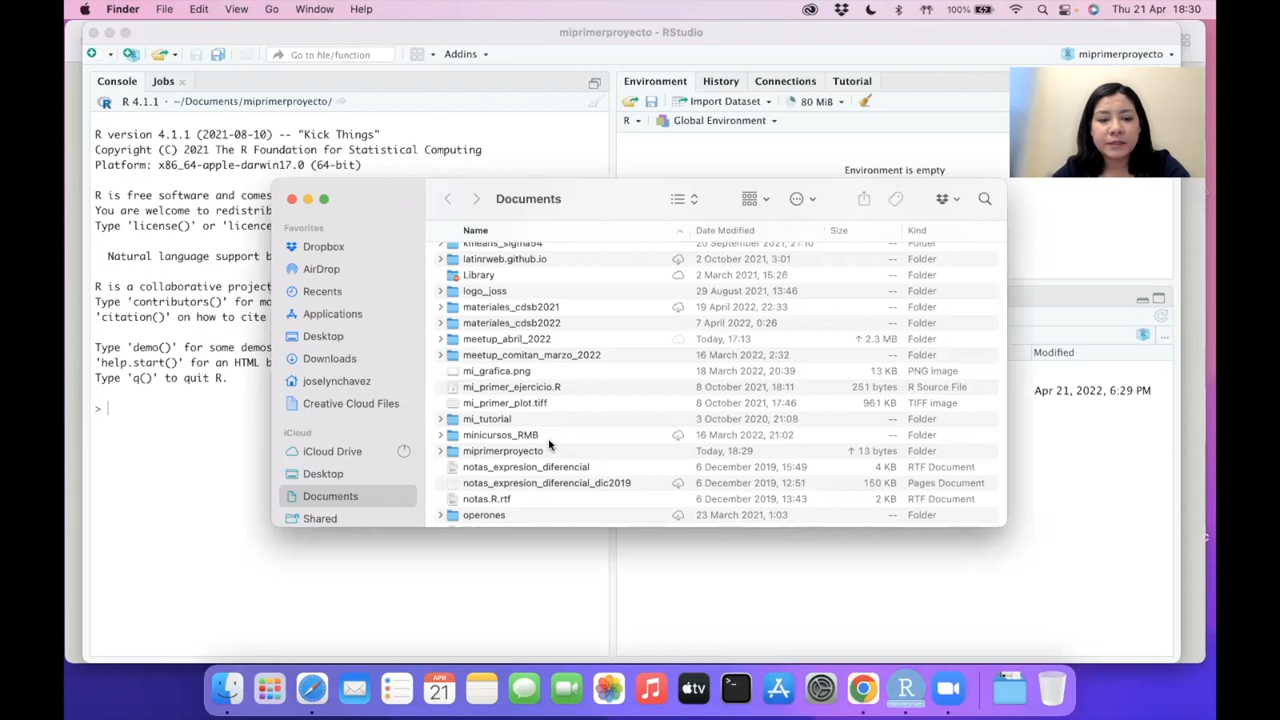 Finder File Edit View Go Window Help 100% Thu 21 Apr 18:30
miprimerproyecto - RStudio
Go to file/function Addins miprimerproyecto
Console Jobs
R 4.1.1 · ~/Documents/miprimerproyecto/
R version 4.1.1 (2021-08-10) -- "Kick Things"
Copyright (C) 2021 The R Foundation for Statistical Computing
Platform: x86_64-apple-darwin17.0 (64-bit)
R is free software and comes
You are welcome to redistrib
Type 'license()' or 'licence
Natural language support b
R is a collaborative project
Type 'contributors()' for mo
'citation()' on how to cite
Type 'demo()' for some demos
'help.start()' for an HTML b
Type 'q()' to quit R.
>
Environment History Connections Tutorial
Import Dataset 80 MiB
R Global Environment
Environment is empty
Modified
Apr 21, 2022, 6:29 PM
Documents
Favorites
Dropbox
AirDrop
Recents
Applications
Desktop
Downloads
joselynchavez
Creative Cloud Files
iCloud
iCloud Drive
Desktop
Documents
Shared
Name Date Modified Size Kind
kmeans_sigma54 20 September 2021, 21:10 -- Folder
latinrweb.github.io 2 October 2021, 3:01 -- Folder
Library 2 March 2021, 15:26 -- Folder
logo_joss 29 August 2021, 13:46 -- Folder
materiales_cdsb2021 19 April 2022, 22:33 -- Folder
materiales_cdsb2022 7 April 2022, 0:26 -- Folder
meetup_abril_2022 Today, 17:13 ↑ 2.3 MB Folder
meetup_comitan_marzo_2022 16 March 2022, 2:32 -- Folder
mi_grafica.png 18 March 2022, 20:39 13 KB PNG image
mi_primer_ejercicio.R 8 October 2021, 18:11 251 bytes R Source File
mi_primer_plot.tiff 8 October 2021, 17:46 961 KB TIFF image
mi_tutorial 3 October 2020, 21:08 -- Folder
minicursos_RMB 16 March 2022, 21:02 -- Folder
miprimerproyecto Today, 18:29 ↑ 13 bytes Folder
notas_expresion_diferencial 6 December 2019, 15:49 4 KB RTF Document
notas_expresion_diferencial_dic2019 6 December 2019, 12:51 150 KB Pages Document
notas.R.rtf 6 December 2019, 13:43 2 KB RTF Document
operones 23 March 2021, 1:03 -- Folder
APR
21
tv
R